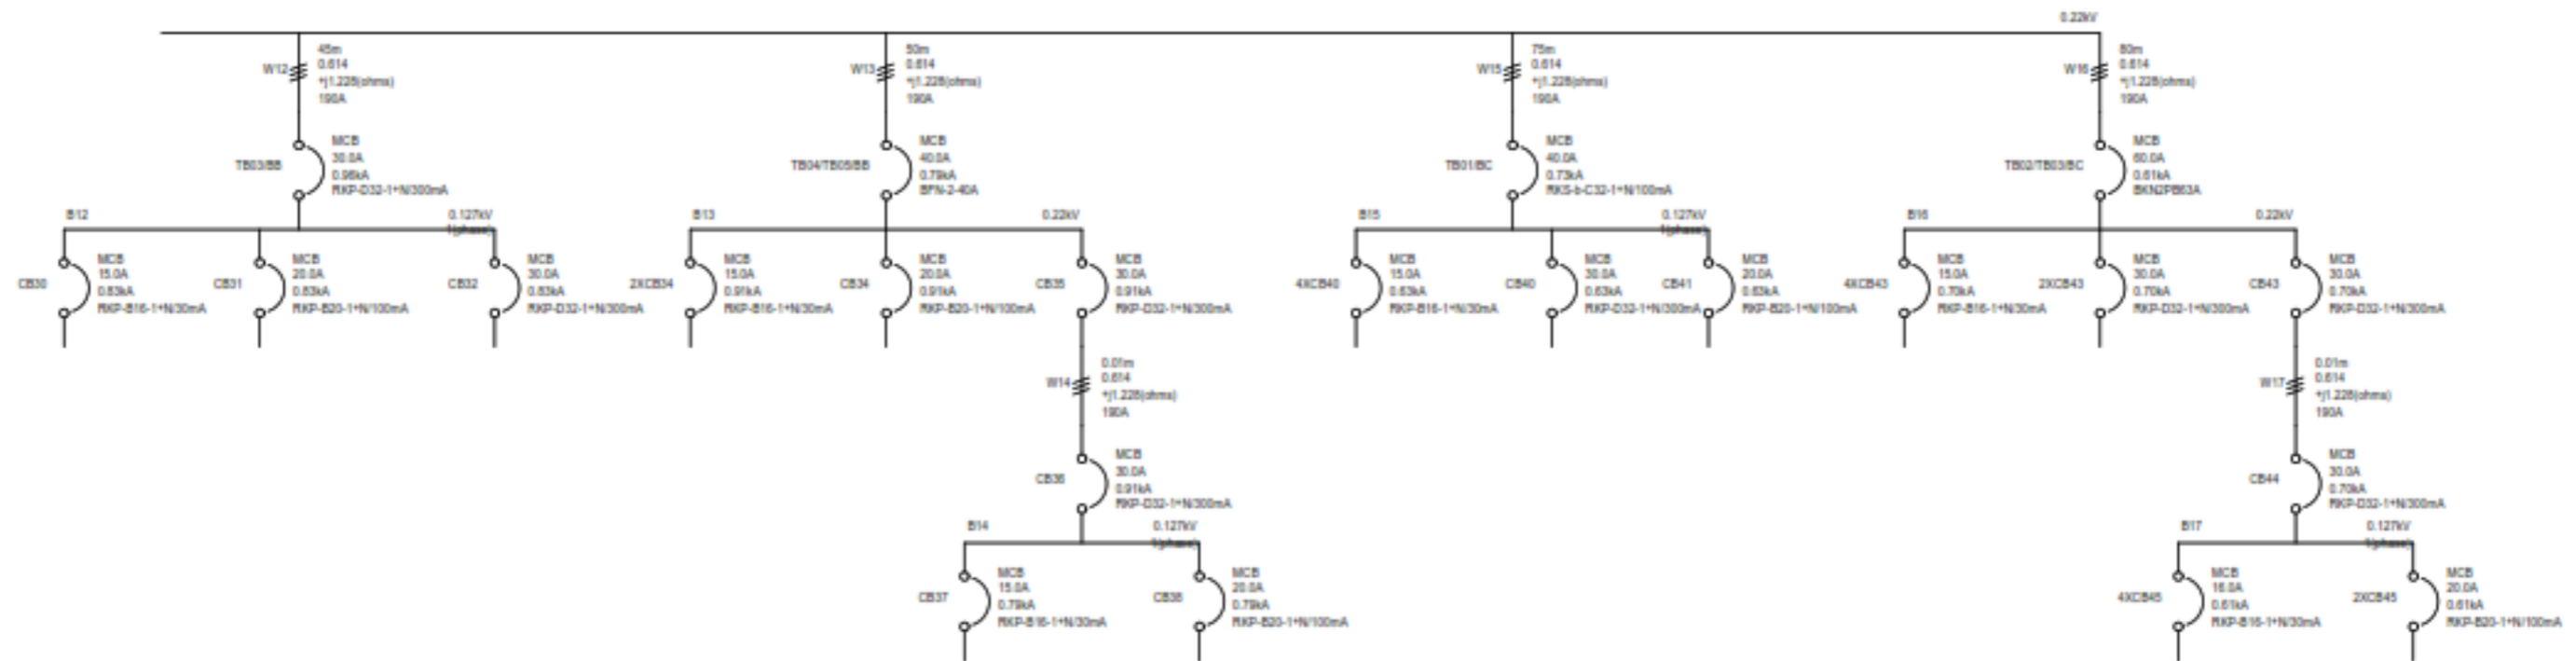 0.22kV
45m
0.614
W12
+j1.228(ohms)
190A
50m
0.614
W13
+j1.228(ohms)
190A
75m
0.614
W15
+j1.228(ohms)
190A
80m
0.614
W16
+j1.228(ohms)
190A
MCB
30.0A
TB03/BB
0.96kA
RKP-D32-1+N/300mA
MCB
40.0A
TB04/TB05/BB
0.79kA
BFN-2-40A
MCB
40.0A
TB01/BC
0.73kA
RKS-b-C32-1+N/100mA
MCB
60.0A
TB02/TB03/BC
0.61kA
BKN2PB63A
B12
0.127kV
1(phase)
B13
0.22kV
B15
0.127kV
1(phase)
B16
0.22kV
MCB
15.0A
CB30
0.83kA
RKP-B16-1+N/30mA
MCB
20.0A
CB31
0.83kA
RKP-B20-1+N/100mA
MCB
30.0A
CB32
0.83kA
RKP-D32-1+N/300mA
MCB
15.0A
2XCB34
0.91kA
RKP-B16-1+N/30mA
MCB
20.0A
CB34
0.91kA
RKP-B20-1+N/100mA
MCB
30.0A
CB35
0.91kA
RKP-D32-1+N/300mA
MCB
15.0A
4XCB40
0.63kA
RKP-B16-1+N/30mA
MCB
30.0A
CB40
0.63kA
RKP-D32-1+N/300mA
MCB
20.0A
CB41
0.63kA
RKP-B20-1+N/100mA
MCB
15.0A
4XCB43
0.70kA
RKP-B16-1+N/30mA
MCB
30.0A
2XCB43
0.70kA
RKP-D32-1+N/300mA
MCB
30.0A
CB43
0.70kA
RKP-D32-1+N/300mA
0.01m
0.614
W14
+j1.228(ohms)
190A
0.01m
0.614
W17
+j1.228(ohms)
190A
MCB
30.0A
CB36
0.91kA
RKP-D32-1+N/300mA
MCB
30.0A
CB44
0.70kA
RKP-D32-1+N/300mA
B14
0.127kV
1(phase)
B17
0.127kV
1(phase)
MCB
15.0A
CB37
0.79kA
RKP-B16-1+N/30mA
MCB
20.0A
CB38
0.79kA
RKP-B20-1+N/100mA
MCB
16.0A
4XCB45
0.61kA
RKP-B16-1+N/30mA
MCB
20.0A
2XCB45
0.61kA
RKP-B20-1+N/100mA